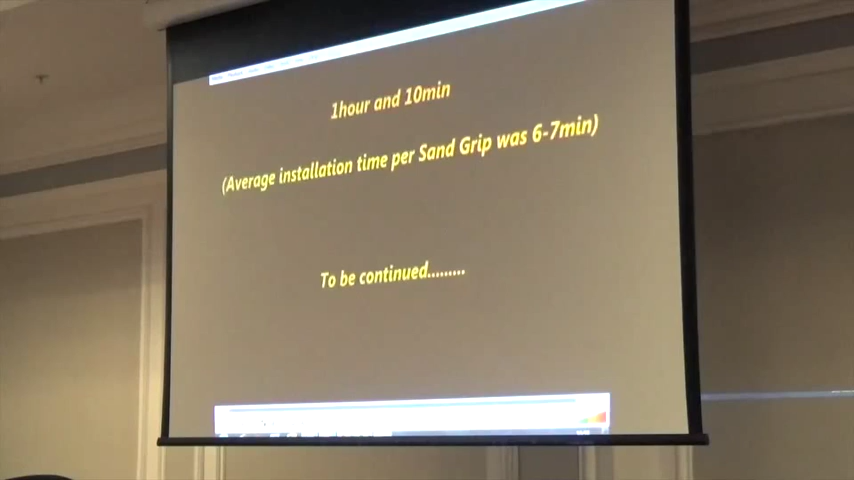 1hour and 10min
(Average installation time per Sand Grip was 6-7min)
To be continued.........